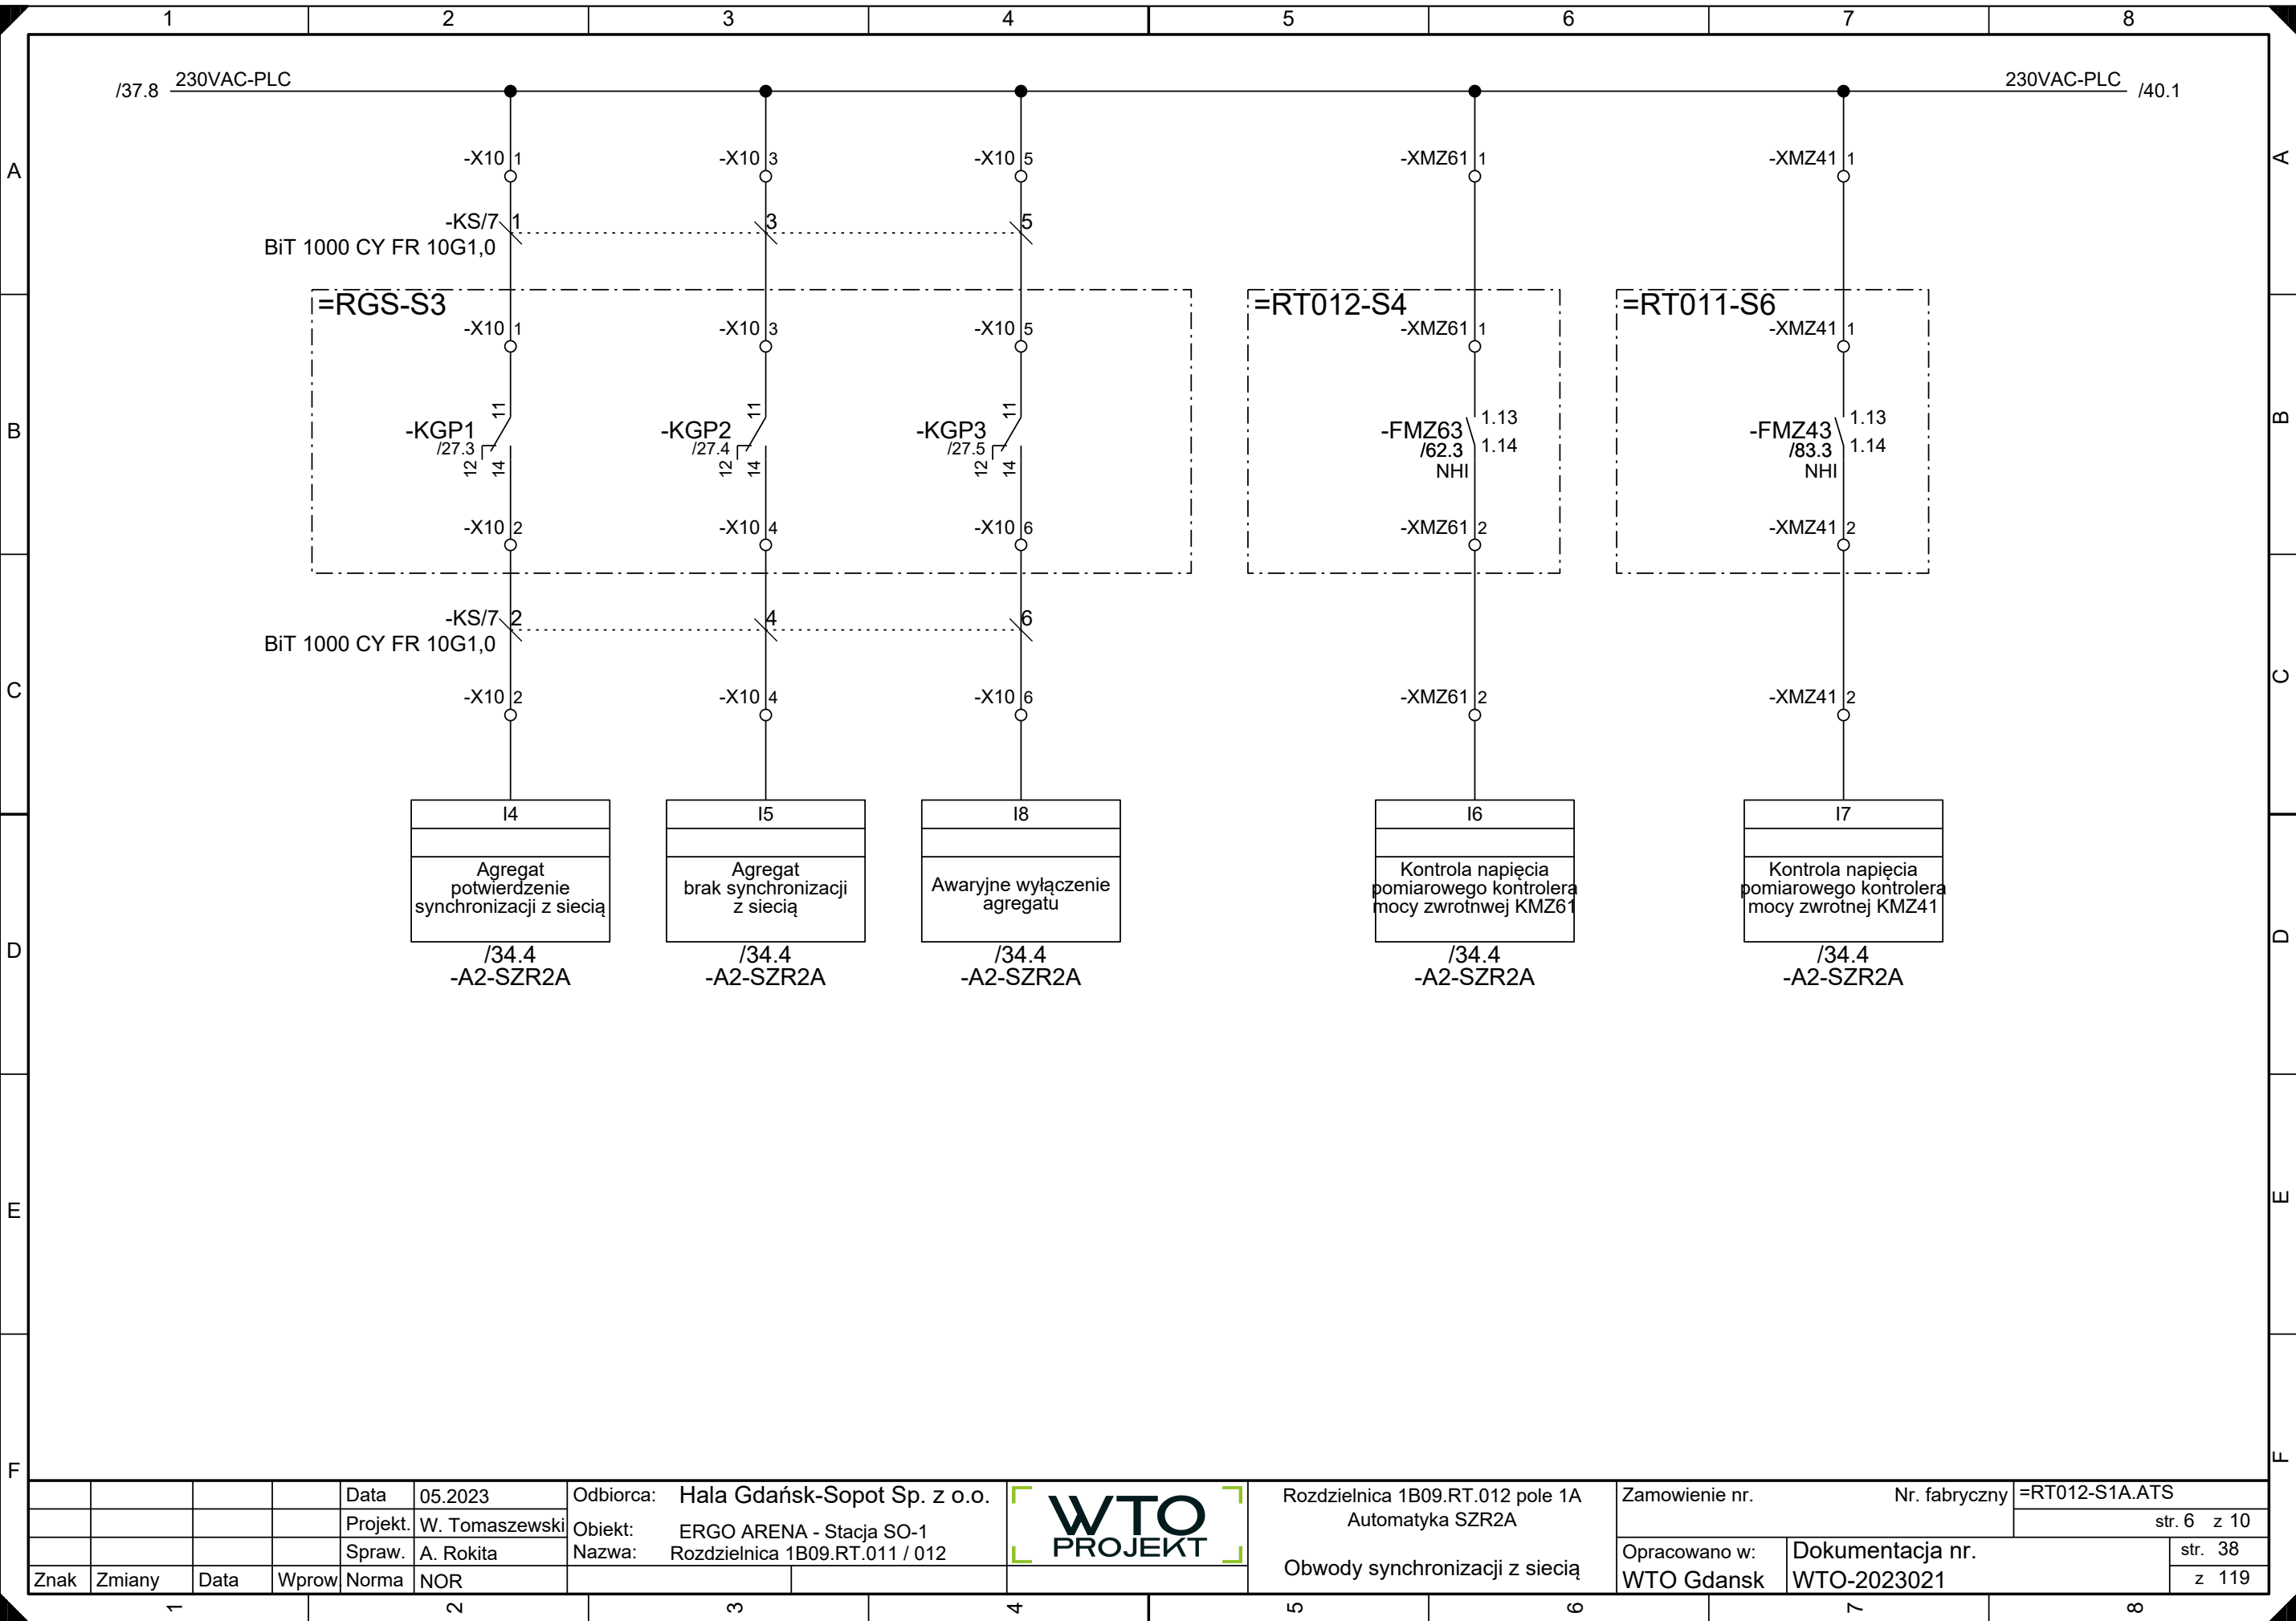 1 2 3 4 5 6 7 8
/37.8 230VAC-PLC 230VAC-PLC /40.1
A A
-X10 1 -X10 3 -X10 5 -XMZ61 1 -XMZ41 1
-KS/7 1 3 5
BiT 1000 CY FR 10G1,0
=RGS-S3 =RT012-S4 =RT011-S6
-X10 1 -X10 3 -X10 5 -XMZ61 1 -XMZ41 1
11 11 11 1.13 1.13
B -KGP1 -KGP2 -KGP3 -FMZ63 -FMZ43 B
/27.3 /27.4 /27.5 /62.3 1.14 /83.3 1.14
12 14 12 14 12 14 NHI NHI
-X10 2 -X10 4 -X10 6 -XMZ61 2 -XMZ41 2
-KS/7 2 4 6
BiT 1000 CY FR 10G1,0
C C
-X10 2 -X10 4 -X10 6 -XMZ61 2 -XMZ41 2
I4 I5 I8 I6 I7
Agregat
potwierdzenie
synchronizacji z siecią
Agregat
brak synchronizacji
z siecią
Awaryjne wyłączenie
agregatu
Kontrola napięcia
pomiarowego kontrolera
mocy zwrotnwej KMZ61
Kontrola napięcia
pomiarowego kontrolera
mocy zwrotnej KMZ41
D D
/34.4 /34.4 /34.4 /34.4 /34.4
-A2-SZR2A -A2-SZR2A -A2-SZR2A -A2-SZR2A -A2-SZR2A
E E
F F
Data 05.2023
Projekt. W. Tomaszewski
Spraw. A. Rokita
Znak Zmiany Data Wprow. Norma NOR
Odbiorca: Hala Gdańsk-Sopot Sp. z o.o.
Obiekt: ERGO ARENA - Stacja SO-1
Nazwa: Rozdzielnica 1B09.RT.011 / 012
WTO
PROJEKT
Rozdzielnica 1B09.RT.012 pole 1A
Automatyka SZR2A
Obwody synchronizacji z siecią
Zamowienie nr. Nr. fabryczny =RT012-S1A.ATS
str. 6 z 10
Opracowano w: Dokumentacja nr. str. 38
WTO Gdansk WTO-2023021 z 119
1 2 3 4 5 6 7 8